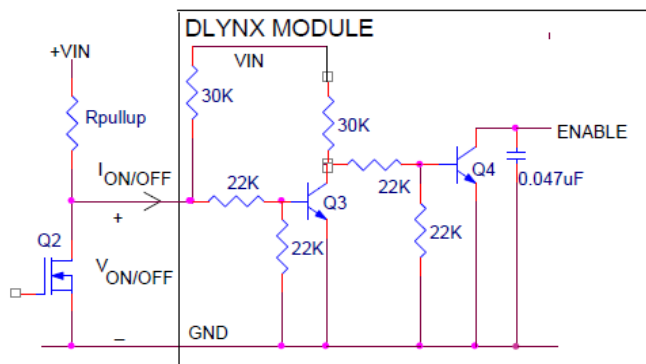 DLYNX MODULE
+VIN
VIN
30K
Rpullup
30K
ENABLE
I ON/OFF
22K
Q4
22K
Q3
0.047uF
+
Q2
22K
22K
V ON/OFF
_
GND